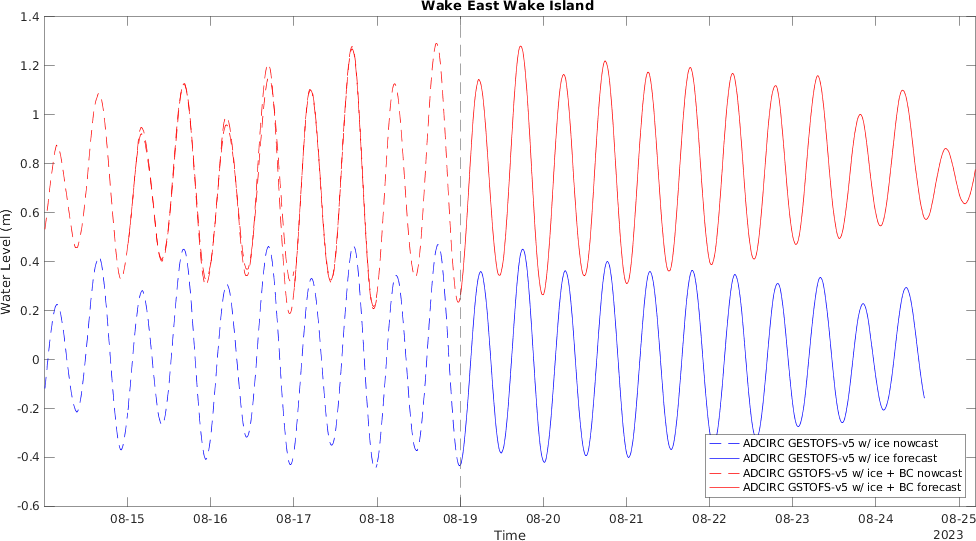 Wake East Wake Island
1.4
1.2
1
0.8
0.6
0.4
0.2
0
-0.2
-0.4
-0.6
Water Level (m)
ADCIRC GESTOFS-v5 w/ ice nowcast
ADCIRC GESTOFS-v5 w/ ice forecast
ADCIRC GSTOFS-v5 w/ ice + BC nowcast
ADCIRC GSTOFS-v5 w/ ice + BC forecast
08-15 08-16 08-17 08-18 08-19 08-20 08-21 08-22 08-23 08-24 08-25
Time
2023